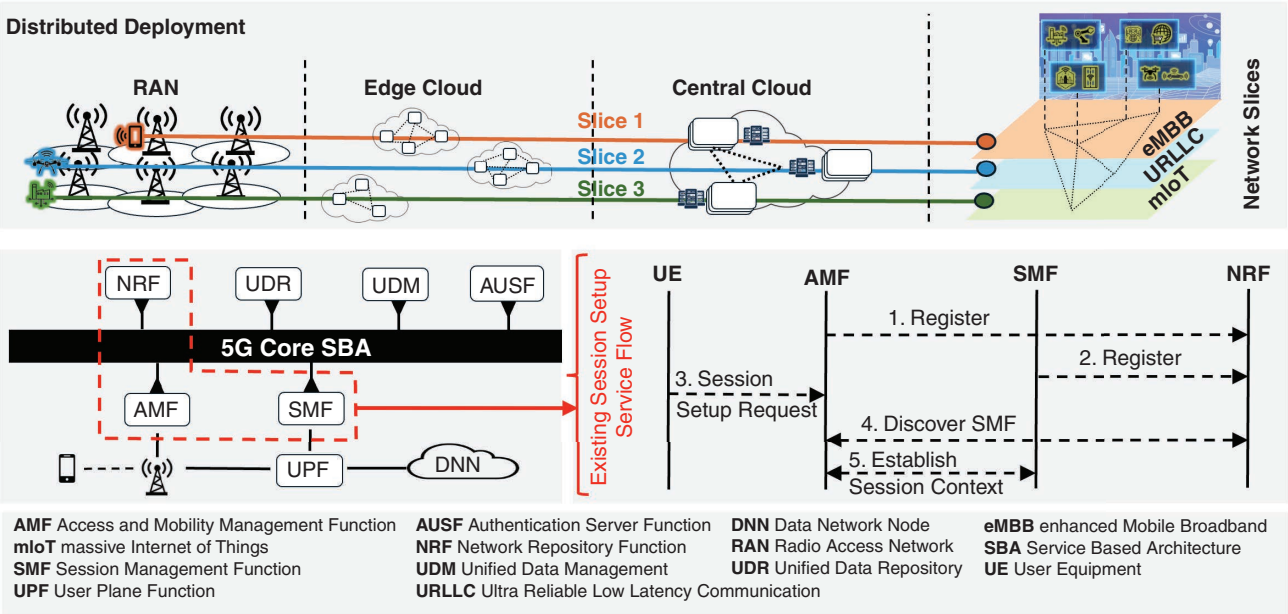 Distributed Deployment
RAN
Edge Cloud
Central Cloud
Slice 1
Slice 2
Slice 3
eMBB
URLLC
mIoT
Network Slices
NRF
UDR
UDM
AUSF
5G Core SBA
AMF
SMF
UPF
DNN
Existing Session Setup
Service Flow
UE
AMF
SMF
NRF
1. Register
2. Register
3. Session
Setup Request
4. Discover SMF
5. Establish
Session Context
AMF Access and Mobility Management Function
mIoT massive Internet of Things
SMF Session Management Function
UPF User Plane Function
AUSF Authentication Server Function
NRF Network Repository Function
UDM Unified Data Management
URLLC Ultra Reliable Low Latency Communication
DNN Data Network Node
RAN Radio Access Network
UDR Unified Data Repository
eMBB enhanced Mobile Broadband
SBA Service Based Architecture
UE User Equipment